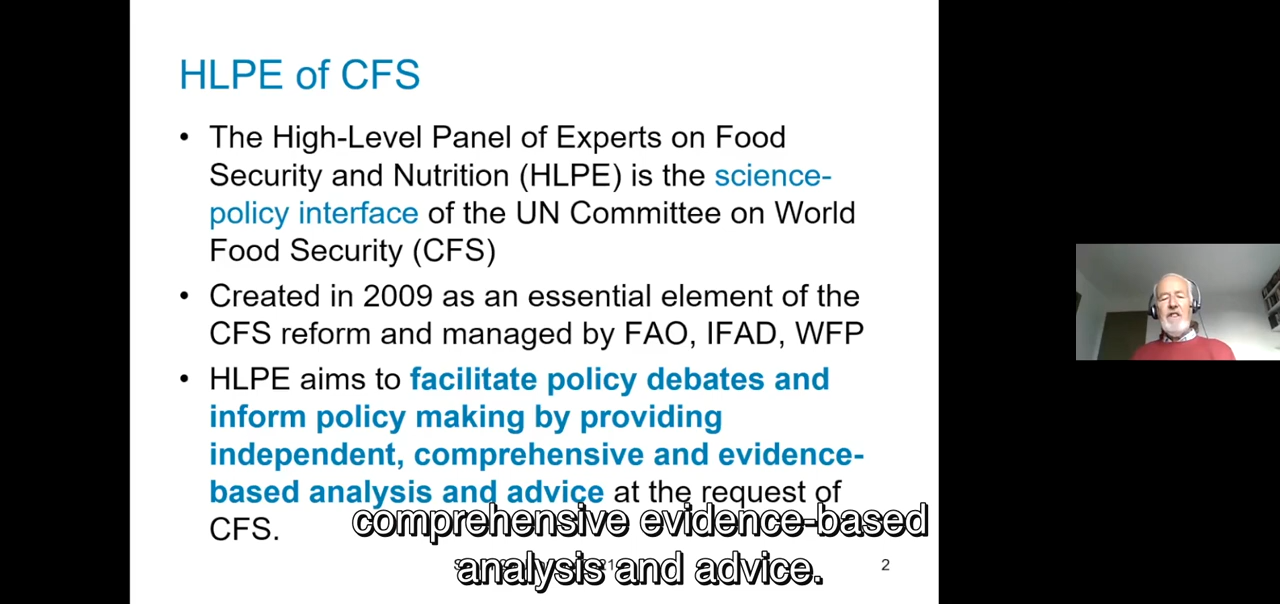 HLPE of CFS
• The High-Level Panel of Experts on Food
Security and Nutrition (HLPE) is the science-
policy interface of the UN Committee on World
Food Security (CFS)
• Created in 2009 as an essential element of the
CFS reform and managed by FAO, IFAD, WFP
• HLPE aims to facilitate policy debates and
inform policy making by providing
independent, comprehensive and evidence-
based analysis and advice at the request of
CFS.
comprehensive evidence-based
analysis and advice.
2